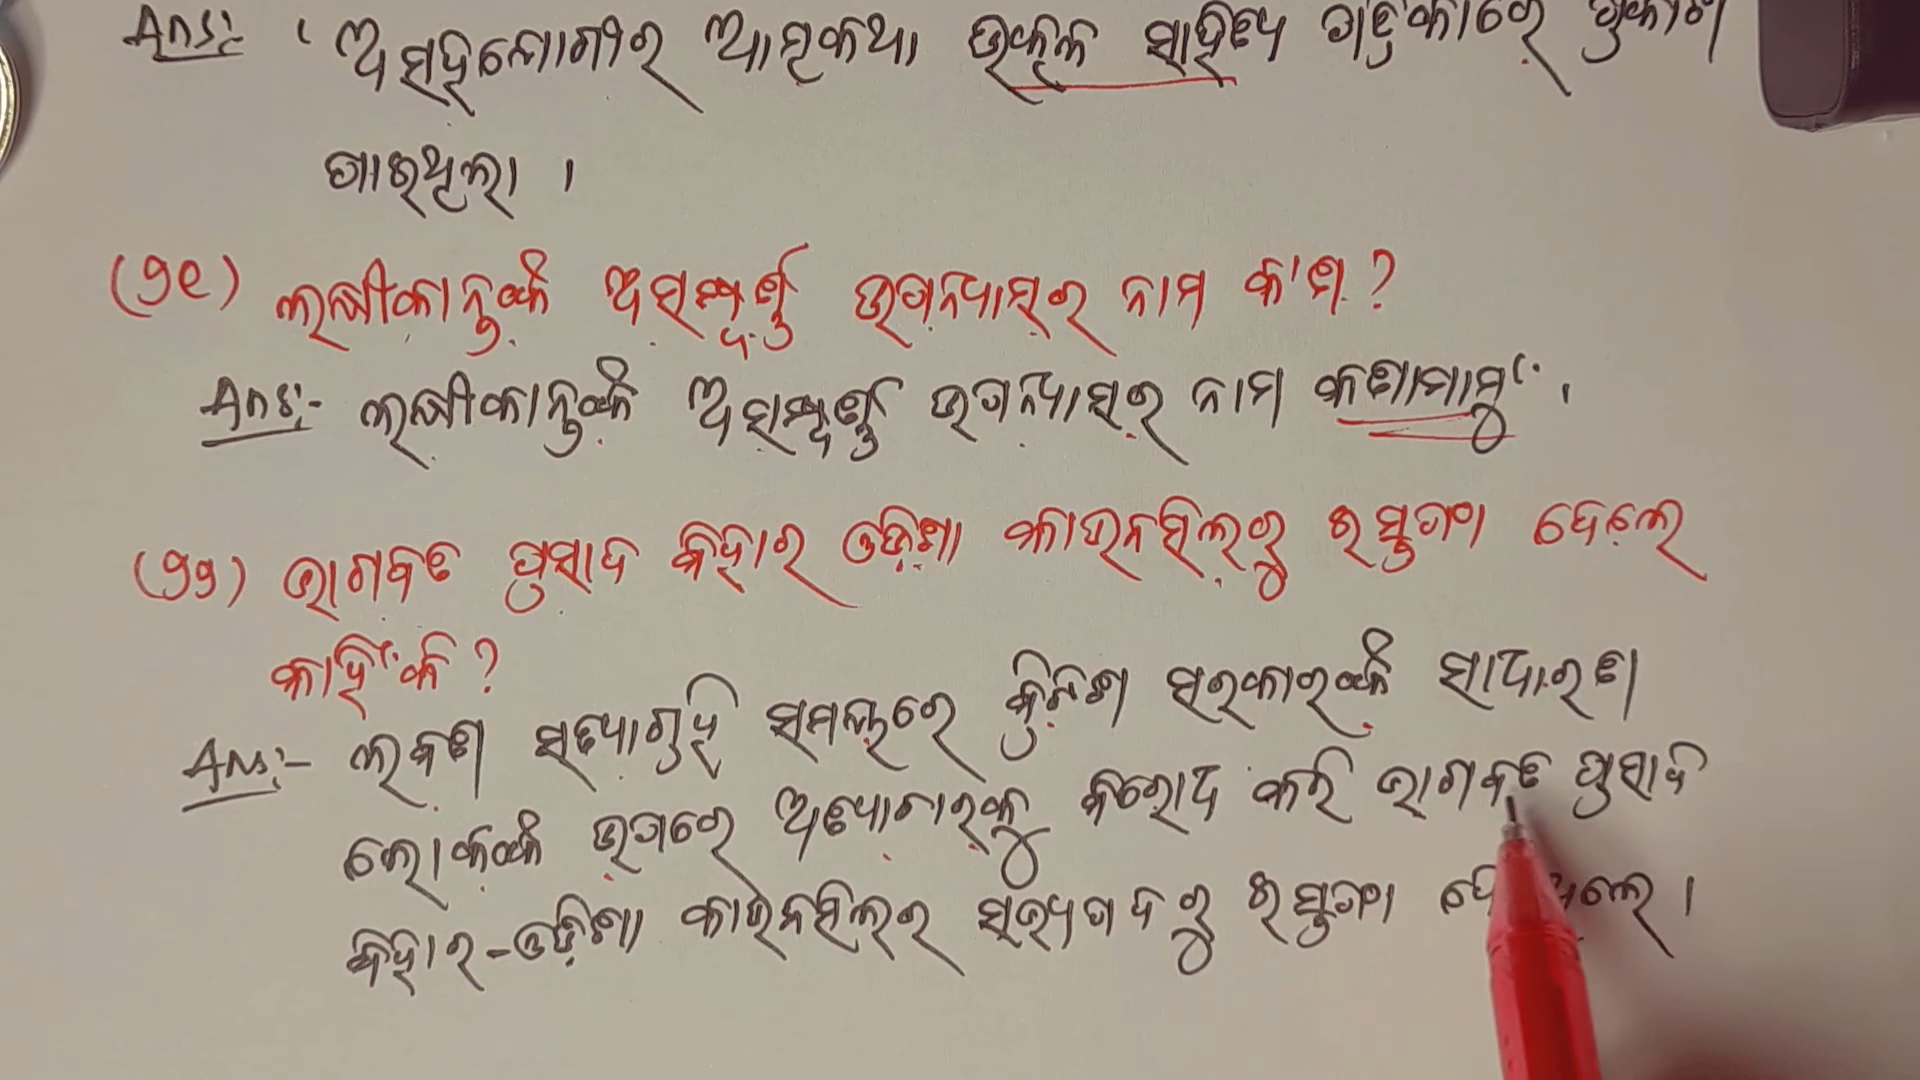 Ans:- 'ଅସହଯୋଗୀର ଆତ୍ମକଥା ଉତ୍କଳ ସାହିତ୍ୟ ପତ୍ରିକାରେ ପ୍ରକାଶ
ପାଇଥିଲା ।
(୨୧) ଲକ୍ଷ୍ମୀକାନ୍ତଙ୍କ ଅସମ୍ପୂର୍ଣ୍ଣ ଉପନ୍ୟାସର ନାମ କ'ଣ ?
Ans:- ଲକ୍ଷ୍ମୀକାନ୍ତଙ୍କ ଅସମ୍ପୂର୍ଣ୍ଣ ଉପନ୍ୟାସର ନାମ କଣାମାମୁଁ ।
(୨୨) ଭାଗବତ ପ୍ରସାଦ ବିହାର ଓଡ଼ିଶା କାଉନସିଲରୁ ଇସ୍ତଫା ଦେଲେ
କାହିଁକି ?
Ans:- ଲବଣ ସତ୍ୟାଗ୍ରହ ସମୟରେ ବ୍ରିଟିଶ ସରକାରଙ୍କ ସାଧାରଣ
ଲୋକଙ୍କ ଉପରେ ଅତ୍ୟାଚାରକୁ ବିରୋଧ କରି ଭାଗବତ ପ୍ରସାଦ
ବିହାର-ଓଡ଼ିଶା କାଉନସିଲର ସଭ୍ୟପଦରୁ ଇସ୍ତଫା